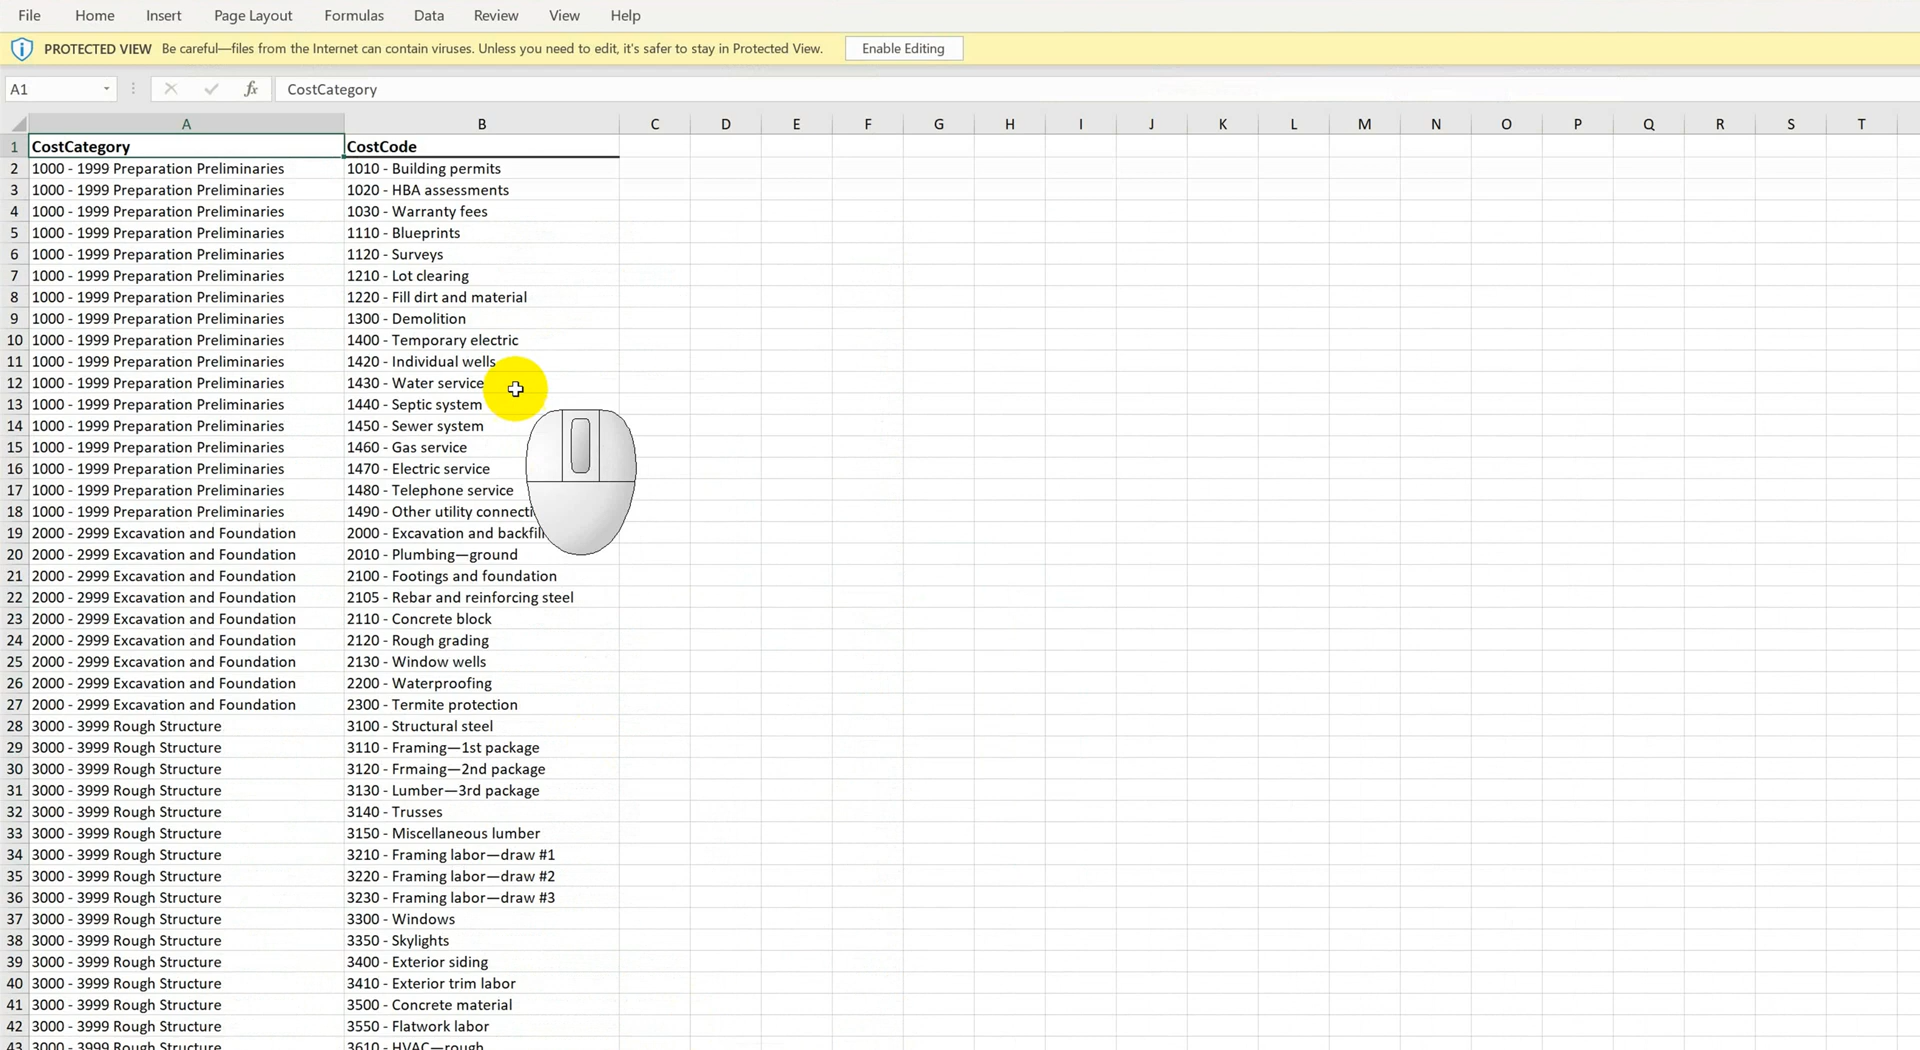 File Home Insert Page Layout Formulas Data Review View Help
PROTECTED VIEW Be careful—files from the Internet can contain viruses. Unless you need to edit, it's safer to stay in Protected View. Enable Editing
A1 fx CostCategory
A B C D E F G H I J K L M N O P Q R S T
1 CostCategory CostCode
2 1000 - 1999 Preparation Preliminaries 1010 - Building permits
3 1000 - 1999 Preparation Preliminaries 1020 - HBA assessments
4 1000 - 1999 Preparation Preliminaries 1030 - Warranty fees
5 1000 - 1999 Preparation Preliminaries 1110 - Blueprints
6 1000 - 1999 Preparation Preliminaries 1120 - Surveys
7 1000 - 1999 Preparation Preliminaries 1210 - Lot clearing
8 1000 - 1999 Preparation Preliminaries 1220 - Fill dirt and material
9 1000 - 1999 Preparation Preliminaries 1300 - Demolition
10 1000 - 1999 Preparation Preliminaries 1400 - Temporary electric
11 1000 - 1999 Preparation Preliminaries 1420 - Individual wells
12 1000 - 1999 Preparation Preliminaries 1430 - Water service
13 1000 - 1999 Preparation Preliminaries 1440 - Septic system
14 1000 - 1999 Preparation Preliminaries 1450 - Sewer system
15 1000 - 1999 Preparation Preliminaries 1460 - Gas service
16 1000 - 1999 Preparation Preliminaries 1470 - Electric service
17 1000 - 1999 Preparation Preliminaries 1480 - Telephone service
18 1000 - 1999 Preparation Preliminaries 1490 - Other utility
19 2000 - 2999 Excavation and Foundation 2000 - Excavation and backfill
20 2000 - 2999 Excavation and Foundation 2010 - Plumbing—ground
21 2000 - 2999 Excavation and Foundation 2100 - Footings and foundation
22 2000 - 2999 Excavation and Foundation 2105 - Rebar and reinforcing steel
23 2000 - 2999 Excavation and Foundation 2110 - Concrete block
24 2000 - 2999 Excavation and Foundation 2120 - Rough grading
25 2000 - 2999 Excavation and Foundation 2130 - Window wells
26 2000 - 2999 Excavation and Foundation 2200 - Waterproofing
27 2000 - 2999 Excavation and Foundation 2300 - Termite protection
28 3000 - 3999 Rough Structure 3100 - Structural steel
29 3000 - 3999 Rough Structure 3110 - Framing—1st package
30 3000 - 3999 Rough Structure 3120 - Frmaing—2nd package
31 3000 - 3999 Rough Structure 3130 - Lumber—3rd package
32 3000 - 3999 Rough Structure 3140 - Trusses
33 3000 - 3999 Rough Structure 3150 - Miscellaneous lumber
34 3000 - 3999 Rough Structure 3210 - Framing labor—draw #1
35 3000 - 3999 Rough Structure 3220 - Framing labor—draw #2
36 3000 - 3999 Rough Structure 3230 - Framing labor—draw #3
37 3000 - 3999 Rough Structure 3300 - Windows
38 3000 - 3999 Rough Structure 3350 - Skylights
39 3000 - 3999 Rough Structure 3400 - Exterior siding
40 3000 - 3999 Rough Structure 3410 - Exterior trim labor
41 3000 - 3999 Rough Structure 3500 - Concrete material
42 3000 - 3999 Rough Structure 3550 - Flatwork labor
43 3000 - 3999 Rough Structure 3610 - HVAC—rough